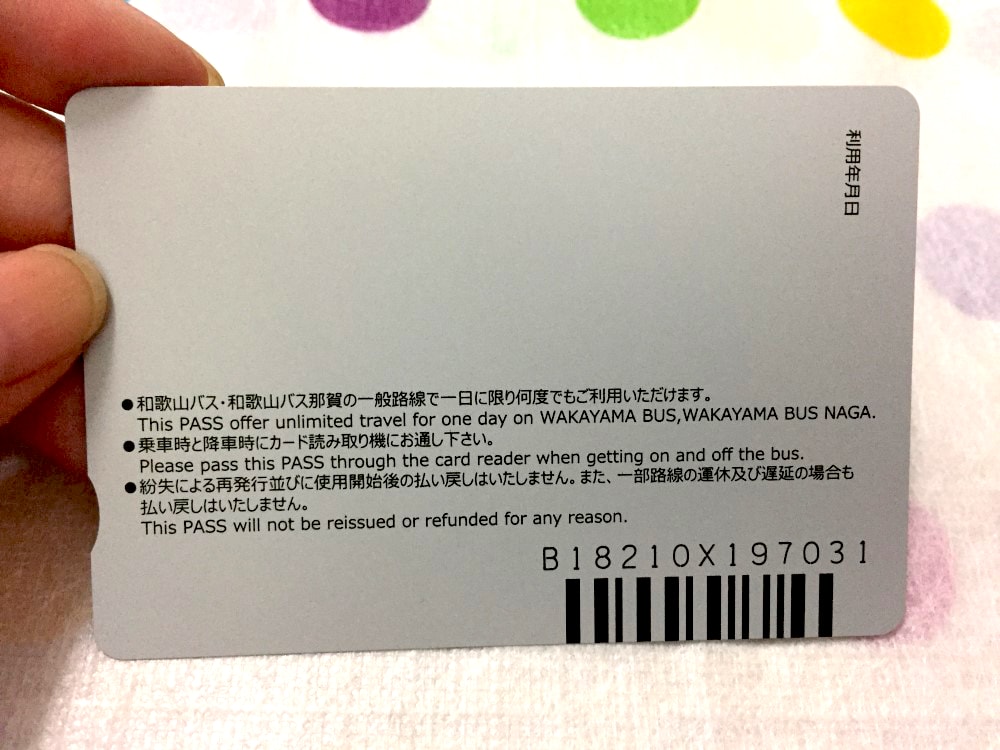 利用年月日
●和歌山バス・和歌山バス那賀の一般路線で一日に限り何度でもご利用いただけます。
This PASS offer unlimited travel for one day on WAKAYAMA BUS,WAKAYAMA BUS NAGA.
●乗車時と降車時にカード読み取り機にお通し下さい。
Please pass this PASS through the card reader when getting on and off the bus.
●紛失による再発行並びに使用開始後の払い戻しはいたしません。また、一部路線の運休及び遅延の場合も
払い戻しはいたしません。
This PASS will not be reissued or refunded for any reason.
B18210X197031